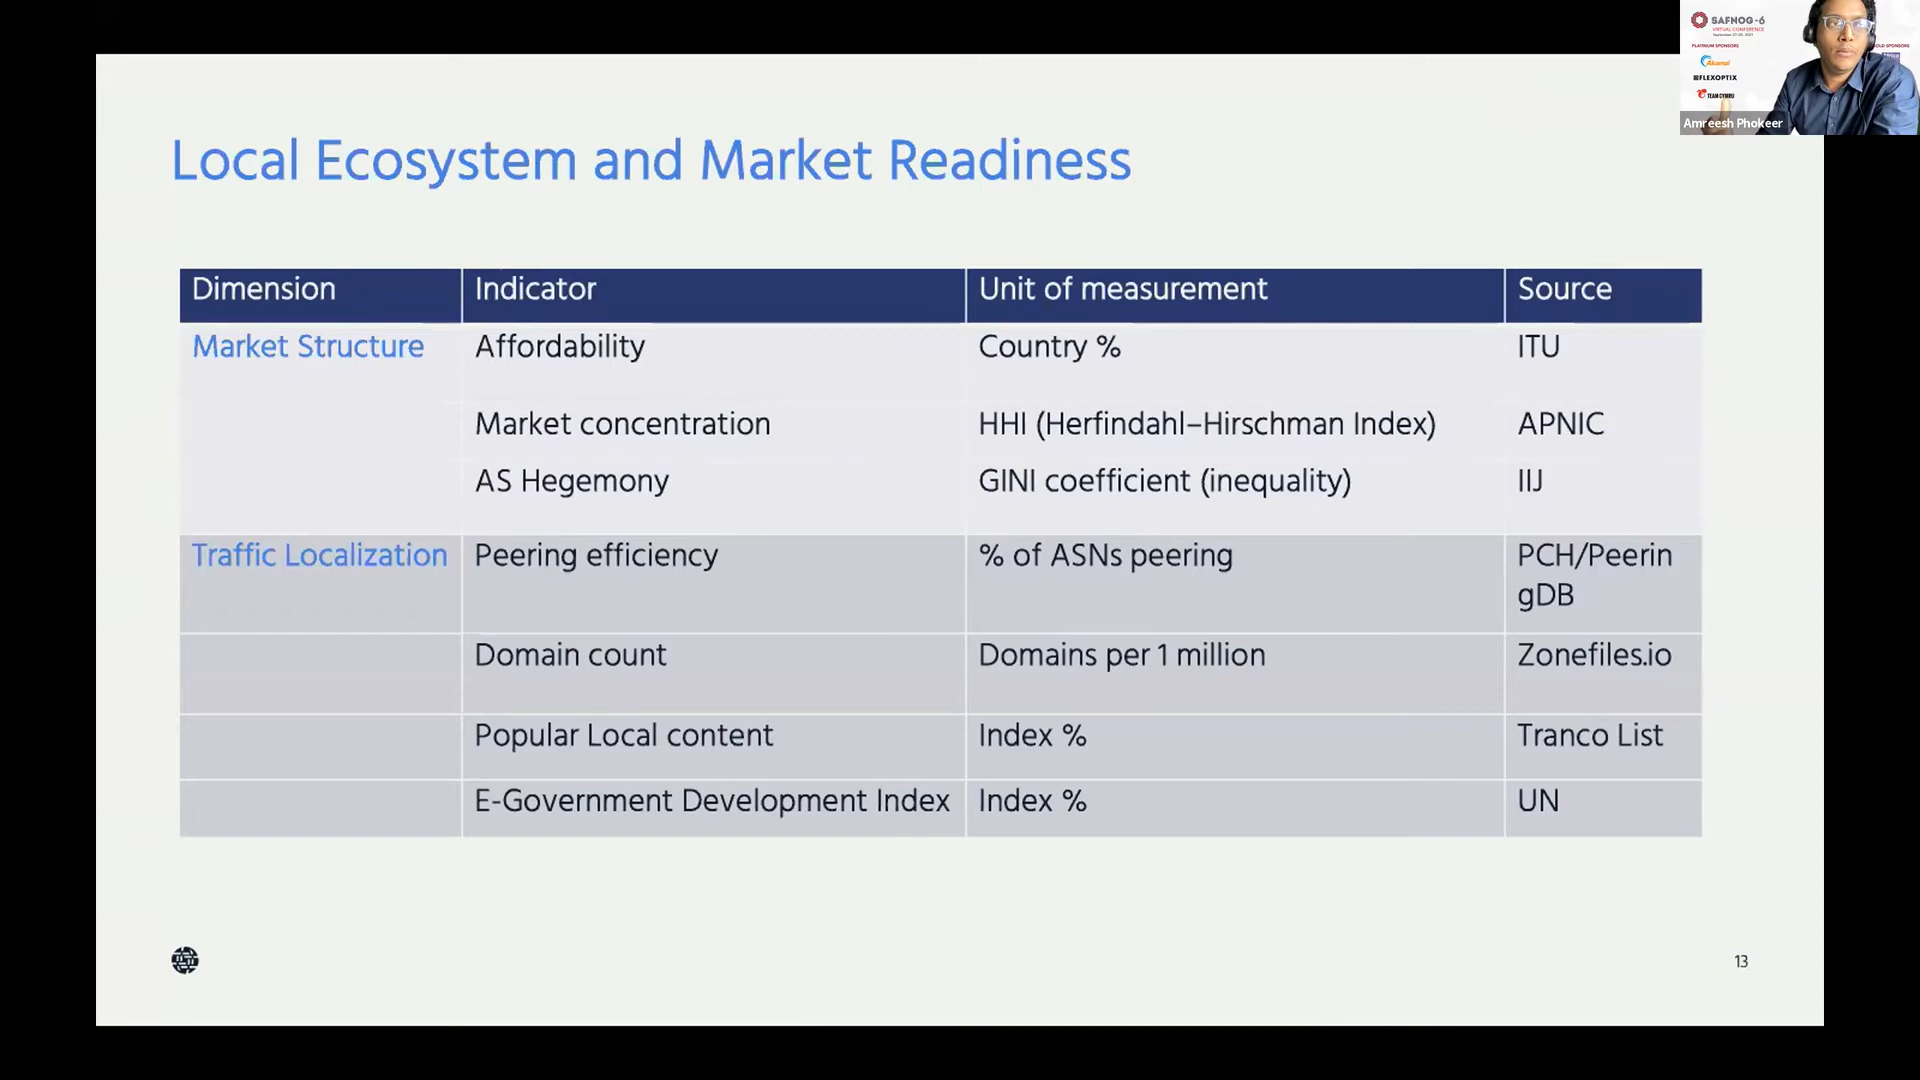 SAFNOG-6
VIRTUAL CONFERENCE
PLATINUM SPONSORS
GOLD SPONSORS
Akamai
FLEXOPTIX
TEAM CYMRU
Amreesh Phokeer
Local Ecosystem and Market Readiness
Dimension Indicator Unit of measurement Source
Market Structure Affordability Country % ITU
Market concentration HHI (Herfindahl–Hirschman Index) APNIC
AS Hegemony GINI coefficient (inequality) IIJ
Traffic Localization Peering efficiency % of ASNs peering PCH/Peerin
gDB
Domain count Domains per 1 million Zonefiles.io
Popular Local content Index % Tranco List
E-Government Development Index Index % UN
13